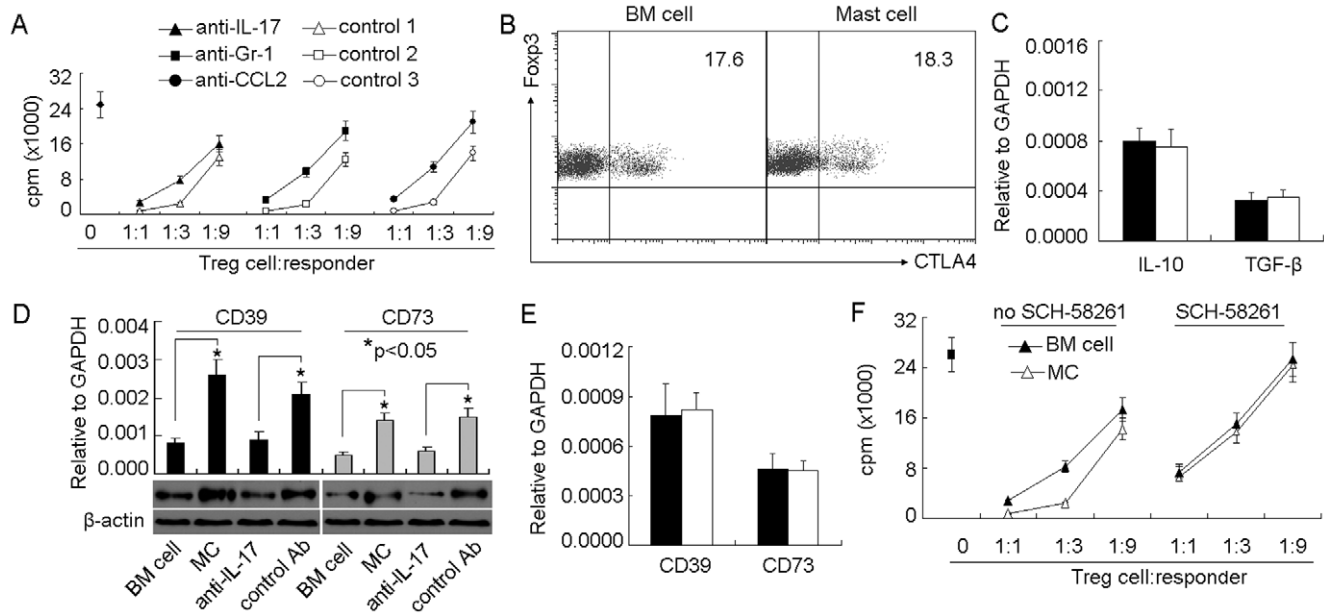 A
anti-IL-17 control 1
anti-Gr-1 control 2
anti-CCL2 control 3
cpm (x1000)
32
24
16
8
0
0 1:1 1:3 1:9 1:1 1:3 1:9 1:1 1:3 1:9
Treg cell:responder
B
BM cell Mast cell
Foxp3
17.6 18.3
CTLA4
C
Relative to GAPDH
0.0016
0.0012
0.0008
0.0004
0.0000
IL-10 TGF-β
D
CD39 CD73
*p<0.05
Relative to GAPDH
0.004
0.003
0.002
0.001
0.000
* * * *
β-actin
BM cell MC anti-IL-17 control Ab BM cell MC anti-IL-17 control Ab
E
Relative to GAPDH
0.0012
0.0009
0.0006
0.0003
0.0000
CD39 CD73
F
no SCH-58261 SCH-58261
BM cell
MC
cpm (x1000)
32
24
16
8
0
0 1:1 1:3 1:9 1:1 1:3 1:9
Treg cell:responder